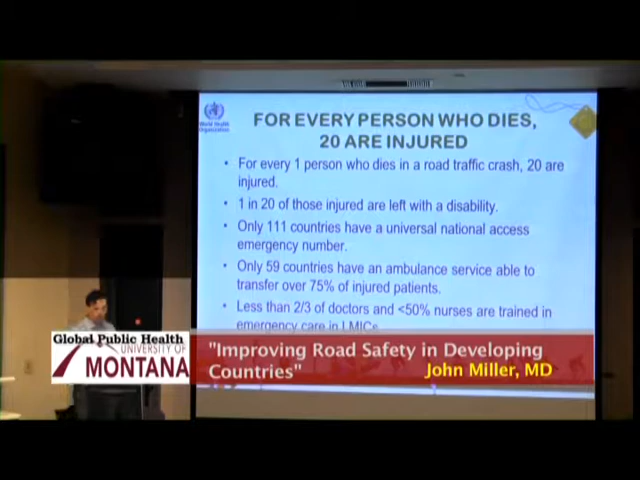 World Health
Organization
FOR EVERY PERSON WHO DIES,
20 ARE INJURED
• For every 1 person who dies in a road traffic crash, 20 are
injured.
• 1 in 20 of those injured are left with a disability.
• Only 111 countries have a universal national access
emergency number.
• Only 59 countries have an ambulance service able to
transfer over 75% of injured patients.
• Less than 2/3 of doctors and <50% nurses are trained in
emergency care in LMICs
Global Public Health
UNIVERSITY OF
MONTANA
"Improving Road Safety in Developing
Countries"
John Miller, MD